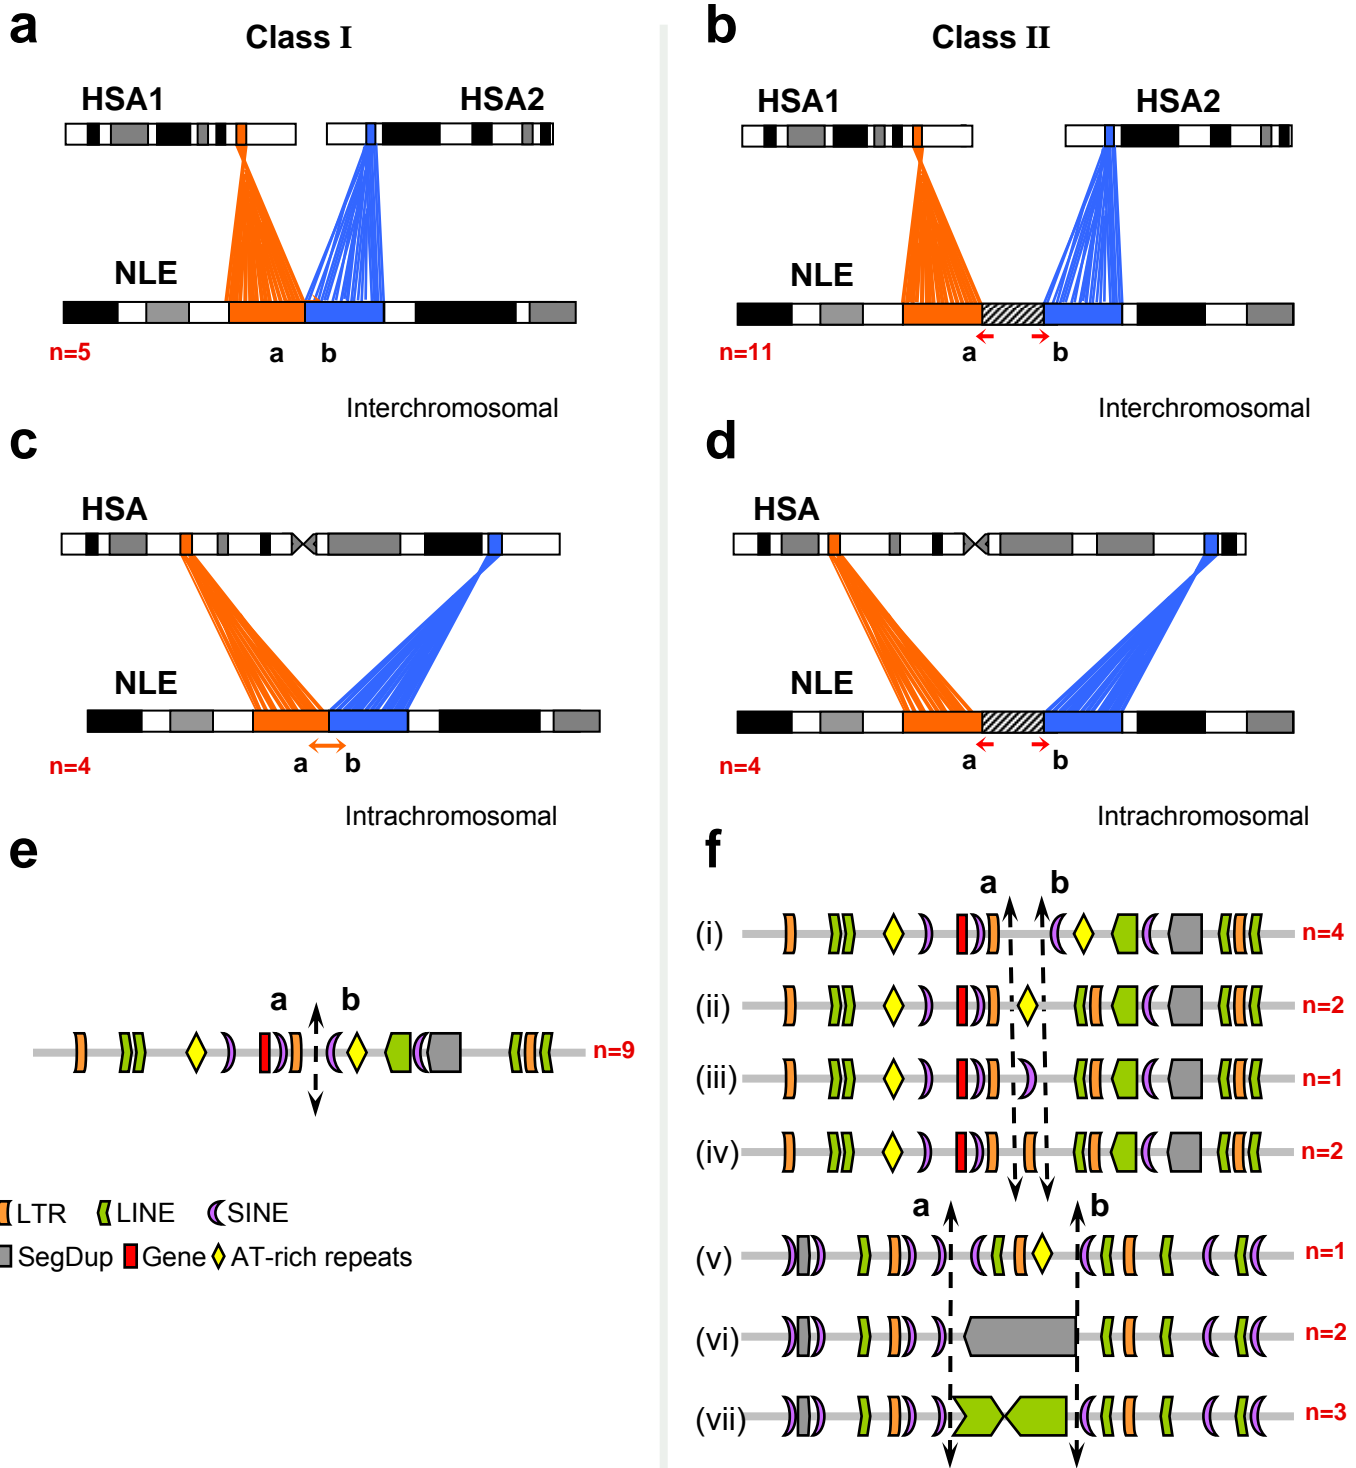 a
Class I
HSA1
HSA2
NLE
n=5
a b
Interchromosomal
b
Class II
HSA1
HSA2
NLE
n=11
a b
Interchromosomal
c
HSA
NLE
n=4
a b
Intrachromosomal
d
HSA
NLE
n=4
a b
Intrachromosomal
e
a b
n=9
LTR LINE SINE
SegDup Gene AT-rich repeats
f
a b
(i) n=4
(ii) n=2
(iii) n=1
(iv) n=2
a b
(v) n=1
(vi) n=2
(vii) n=3